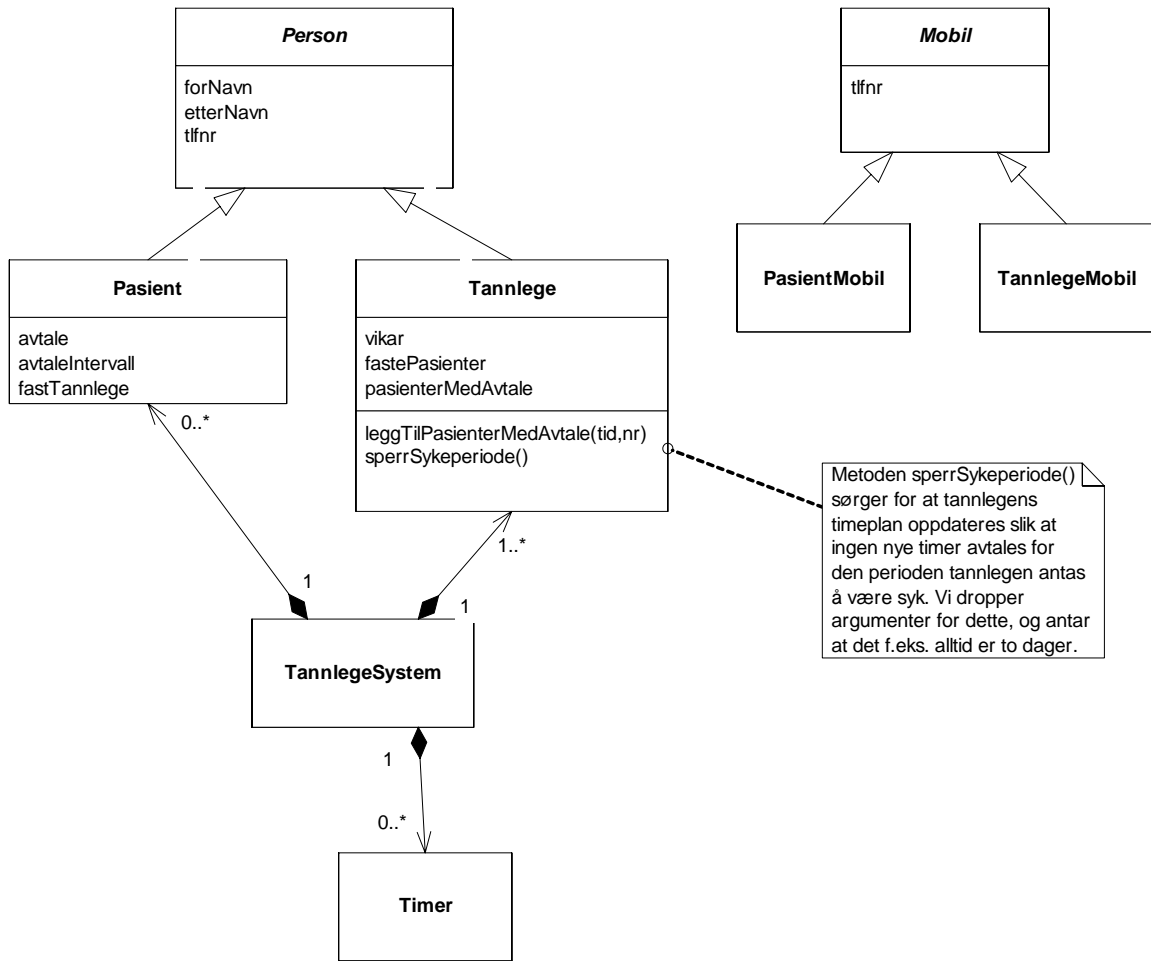 Person
forNavn
etterNavn
tlfnr
Mobil
tlfnr
Pasient
avtale
avtaleIntervall
fastTannlege
Tannlege
vikar
fastePasienter
pasienterMedAvtale
leggTilPasienterMedAvtale(tid,nr)
sperrSykeperiode()
PasientMobil
TannlegeMobil
0..*
1..*
1
1
Metoden sperrSykeperiode()
sørger for at tannlegens
timeplan oppdateres slik at
ingen nye timer avtales for
den perioden tannlegen antas
å være syk. Vi dropper
argumenter for dette, og antar
at det f.eks. alltid er to dager.
TannlegeSystem
1
0..*
Timer